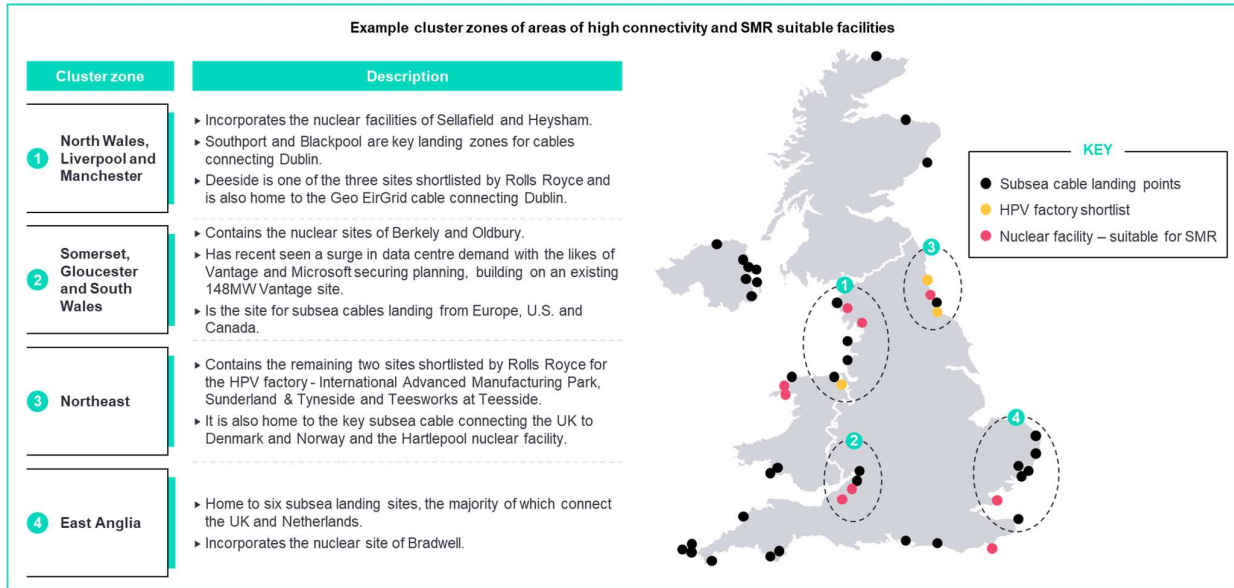 Example cluster zones of areas of high connectivity and SMR suitable facilities
Cluster zone
Description
1
North Wales,
Liverpool and
Manchester
▸ Incorporates the nuclear facilities of Sellafield and Heysham.
▸ Southport and Blackpool are key landing zones for cables
connecting Dublin.
▸ Deeside is one of the three sites shortlisted by Rolls Royce and
is also home to the Geo EirGrid cable connecting Dublin.
2
Somerset,
Gloucester
and South
Wales
▸ Contains the nuclear sites of Berkely and Oldbury.
▸ Has recent seen a surge in data centre demand with the likes of
Vantage and Microsoft securing planning, building on an existing
148MW Vantage site.
▸ Is the site for subsea cables landing from Europe, U.S. and
Canada.
3
Northeast
▸ Contains the remaining two sites shortlisted by Rolls Royce for
the HPV factory - International Advanced Manufacturing Park,
Sunderland & Tyneside and Teesworks at Teesside.
▸ It is also home to the key subsea cable connecting the UK to
Denmark and Norway and the Hartlepool nuclear facility.
4
East Anglia
▸ Home to six subsea landing sites, the majority of which connect
the UK and Netherlands.
▸ Incorporates the nuclear site of Bradwell.
KEY
Subsea cable landing points
HPV factory shortlist
Nuclear facility – suitable for SMR
3
1
4
2